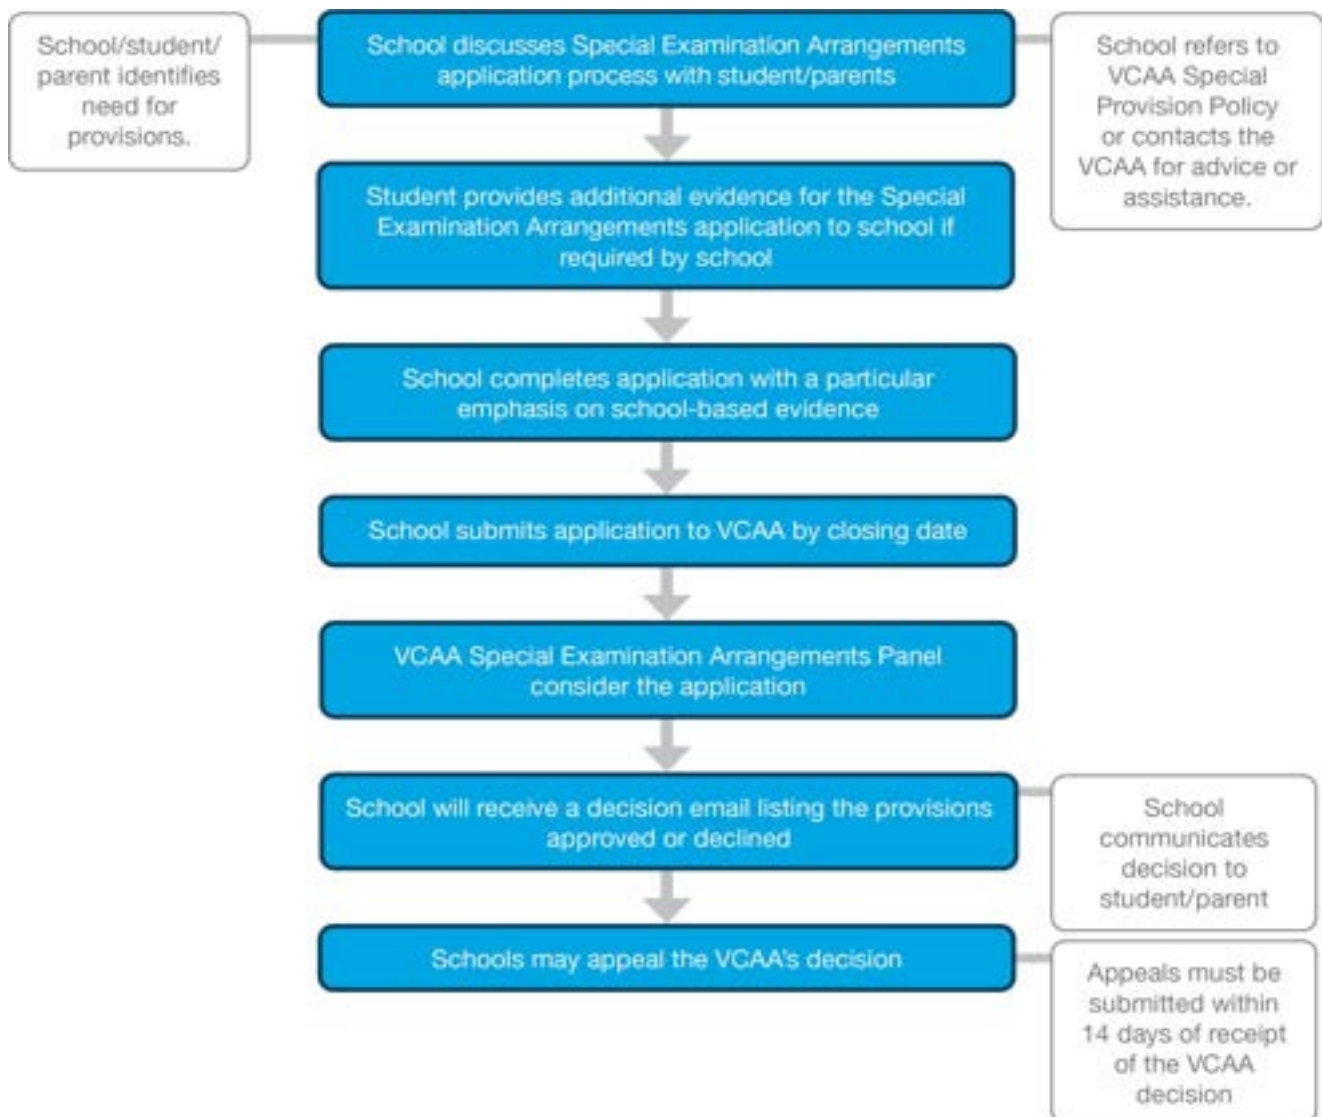 School/student/
parent identifies
need for
provisions.
School discusses Special Examination Arrangements
application process with student/parents
School refers to
VCAA Special
Provision Policy
or contacts the
VCAA for advice or
assistance.
Student provides additional evidence for the Special
Examination Arrangements application to school if
required by school
School completes application with a particular
emphasis on school-based evidence
School submits application to VCAA by closing date
VCAA Special Examination Arrangements Panel
consider the application
School will receive a decision email listing the provisions
approved or declined
School
communicates
decision to
student/parent
Schools may appeal the VCAA's decision
Appeals must be
submitted within
14 days of receipt
of the VCAA
decision